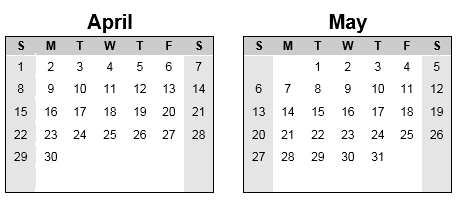 April
S M T W T F S
1 2 3 4 5 6 7
8 9 10 11 12 13 14
15 16 17 18 19 20 21
22 23 24 25 26 27 28
29 30
May
S M T W T F S
1 2 3 4 5
6 7 8 9 10 11 12
13 14 15 16 17 18 19
20 21 22 23 24 25 26
27 28 29 30 31